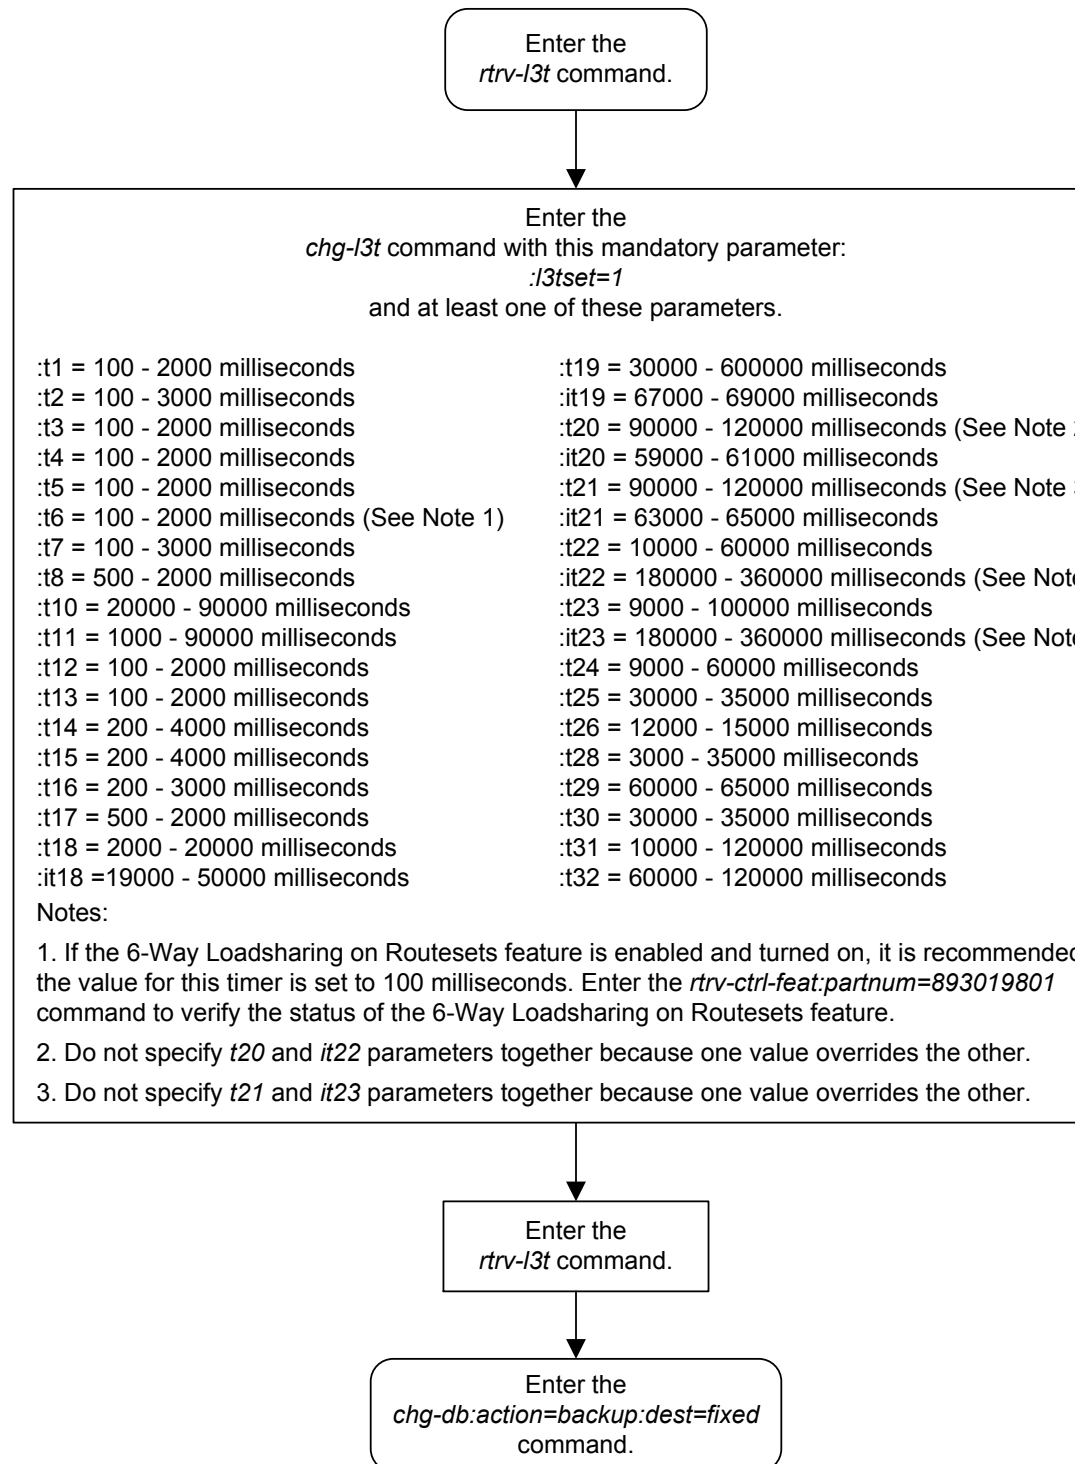 Enter the
rtrv-l3t command.
Enter the
chg-l3t command with this mandatory parameter:
:l3tset=1
and at least one of these parameters.
:t1 = 100 - 2000 milliseconds
:t2 = 100 - 3000 milliseconds
:t3 = 100 - 2000 milliseconds
:t4 = 100 - 2000 milliseconds
:t5 = 100 - 2000 milliseconds
:t6 = 100 - 2000 milliseconds (See Note 1)
:t7 = 100 - 3000 milliseconds
:t8 = 500 - 2000 milliseconds
:t10 = 20000 - 90000 milliseconds
:t11 = 1000 - 90000 milliseconds
:t12 = 100 - 2000 milliseconds
:t13 = 100 - 2000 milliseconds
:t14 = 200 - 4000 milliseconds
:t15 = 200 - 4000 milliseconds
:t16 = 200 - 3000 milliseconds
:t17 = 500 - 2000 milliseconds
:t18 = 2000 - 20000 milliseconds
:it18 =19000 - 50000 milliseconds
:t19 = 30000 - 600000 milliseconds
:it19 = 67000 - 69000 milliseconds
:t20 = 90000 - 120000 milliseconds (See Note
:it20 = 59000 - 61000 milliseconds
:t21 = 90000 - 120000 milliseconds (See Note
:it21 = 63000 - 65000 milliseconds
:t22 = 10000 - 60000 milliseconds
:it22 = 180000 - 360000 milliseconds (See Note
:t23 = 9000 - 100000 milliseconds
:it23 = 180000 - 360000 milliseconds (See Note
:t24 = 9000 - 60000 milliseconds
:t25 = 30000 - 35000 milliseconds
:t26 = 12000 - 15000 milliseconds
:t28 = 3000 - 35000 milliseconds
:t29 = 60000 - 65000 milliseconds
:t30 = 30000 - 35000 milliseconds
:t31 = 10000 - 120000 milliseconds
:t32 = 60000 - 120000 milliseconds
Notes:
1. If the 6-Way Loadsharing on Routesets feature is enabled and turned on, it is recommended
the value for this timer is set to 100 milliseconds. Enter the rtrv-ctrl-feat:partnum=893019801
command to verify the status of the 6-Way Loadsharing on Routesets feature.
2. Do not specify t20 and it22 parameters together because one value overrides the other.
3. Do not specify t21 and it23 parameters together because one value overrides the other.
Enter the
rtrv-l3t command.
Enter the
chg-db:action=backup:dest=fixed
command.